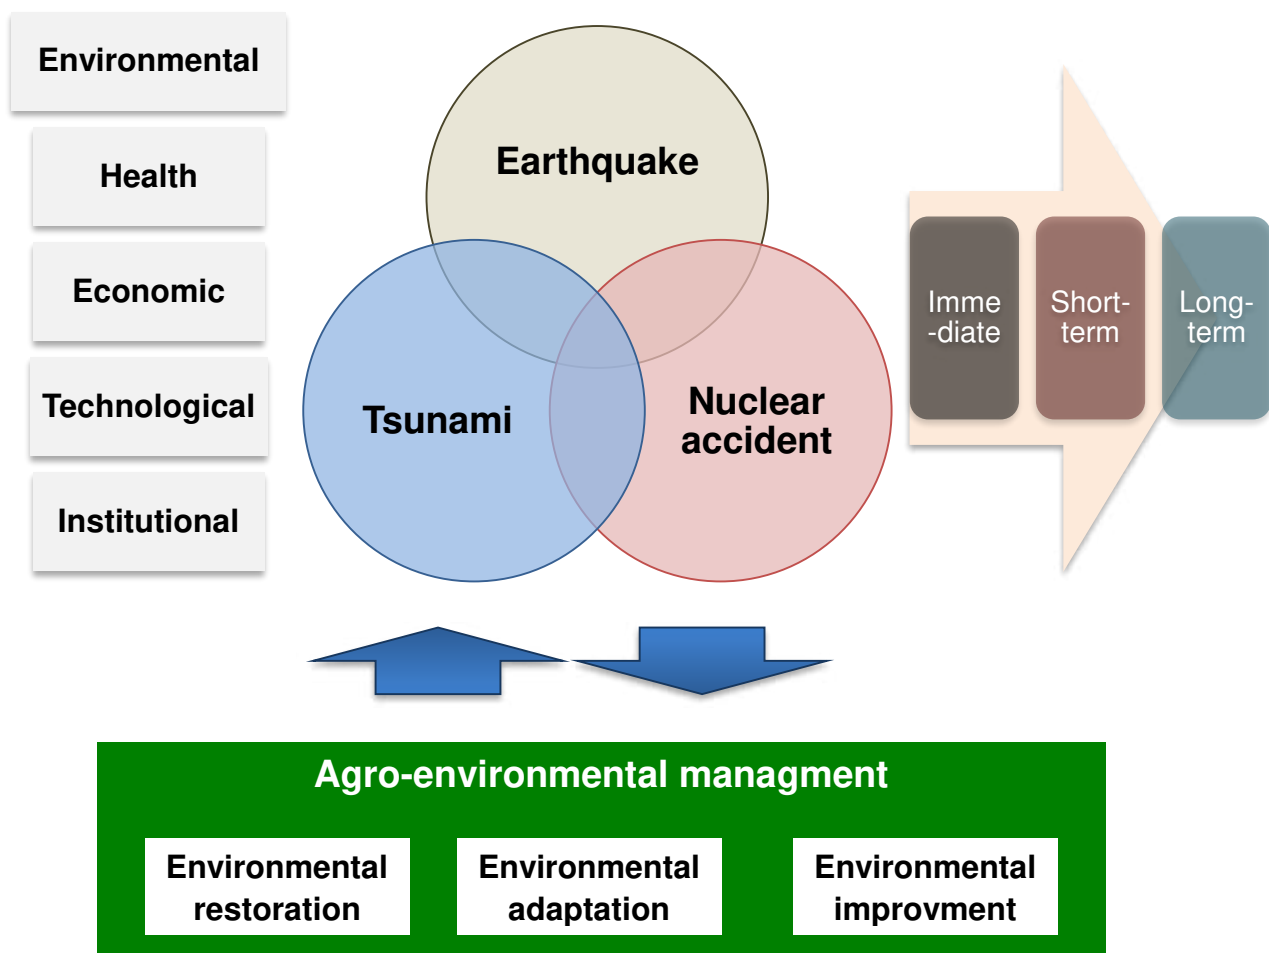 Environmental
Health
Economic
Technological
Institutional
Earthquake
Tsunami
Nuclear
accident
Imme
-diate
Short-
term
Long-
term
Agro-environmental managment
Environmental
restoration
Environmental
adaptation
Environmental
improvment